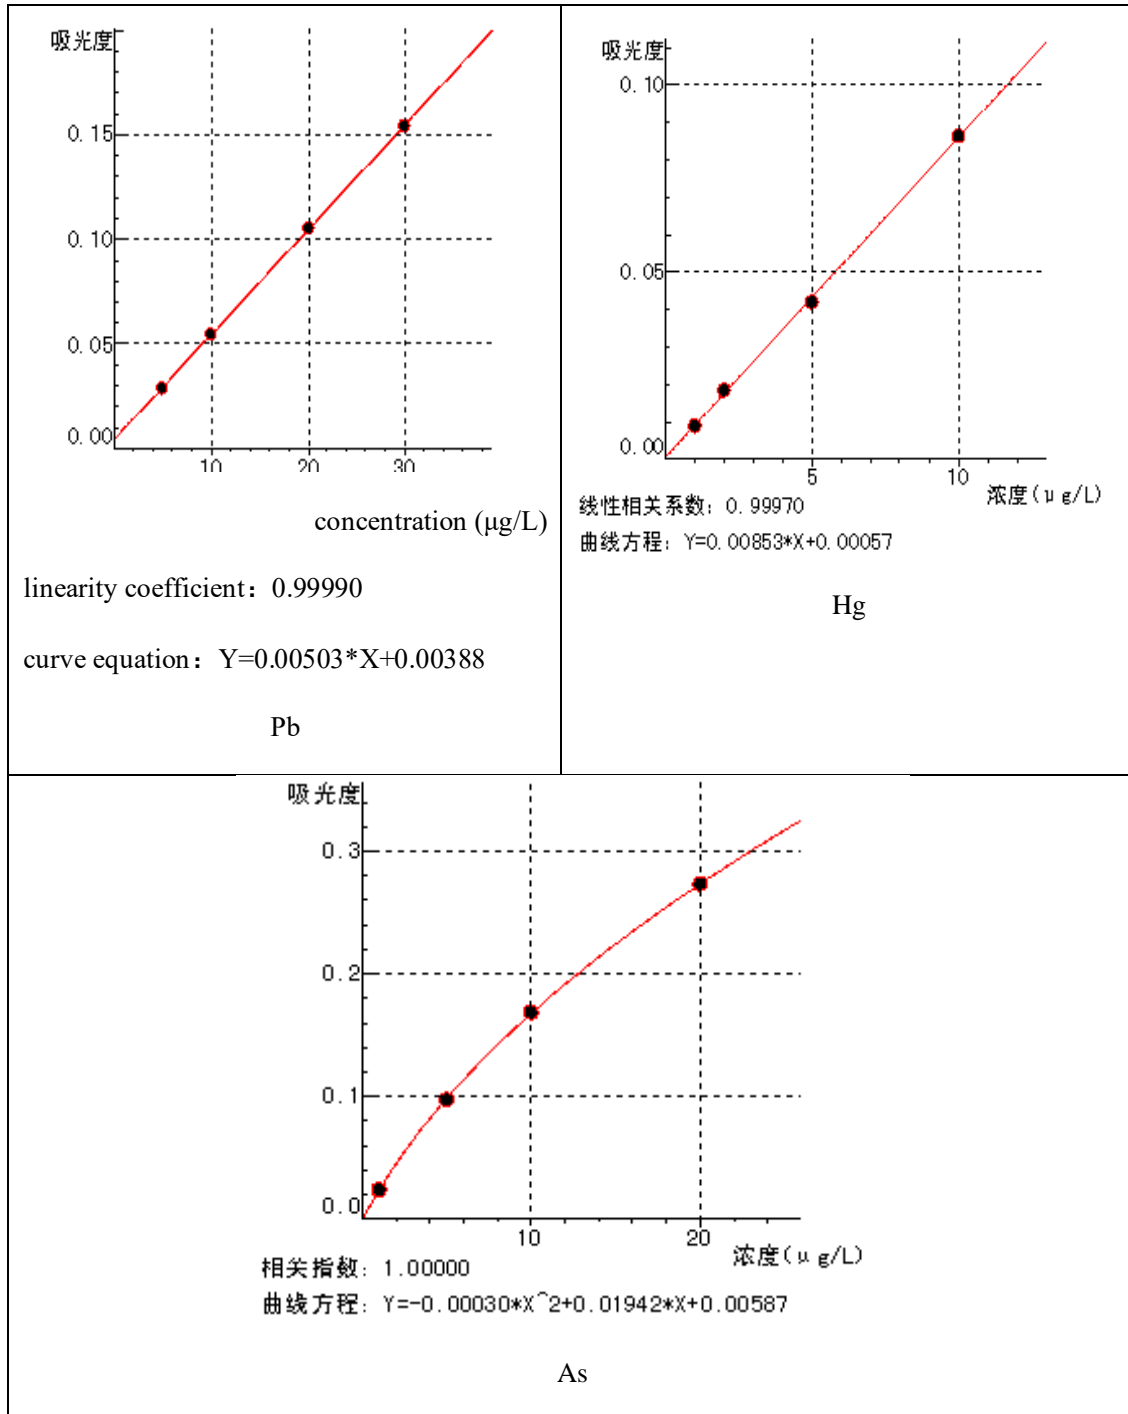 吸光度
0.15
0.10
0.05
0.00
10 20 30
concentration (μg/L)
linearity coefficient：0.99990
curve equation：Y=0.00503*X+0.00388
Pb
吸光度
0.10
0.05
0.00
5 10
浓度(μg/L)
线性相关系数：0.99970
曲线方程：Y=0.00853*X+0.00057
Hg
吸光度
0.3
0.2
0.1
0.0
10 20
浓度(μg/L)
相关指数：1.00000
曲线方程：Y=-0.00030*X^2+0.01942*X+0.00587
As